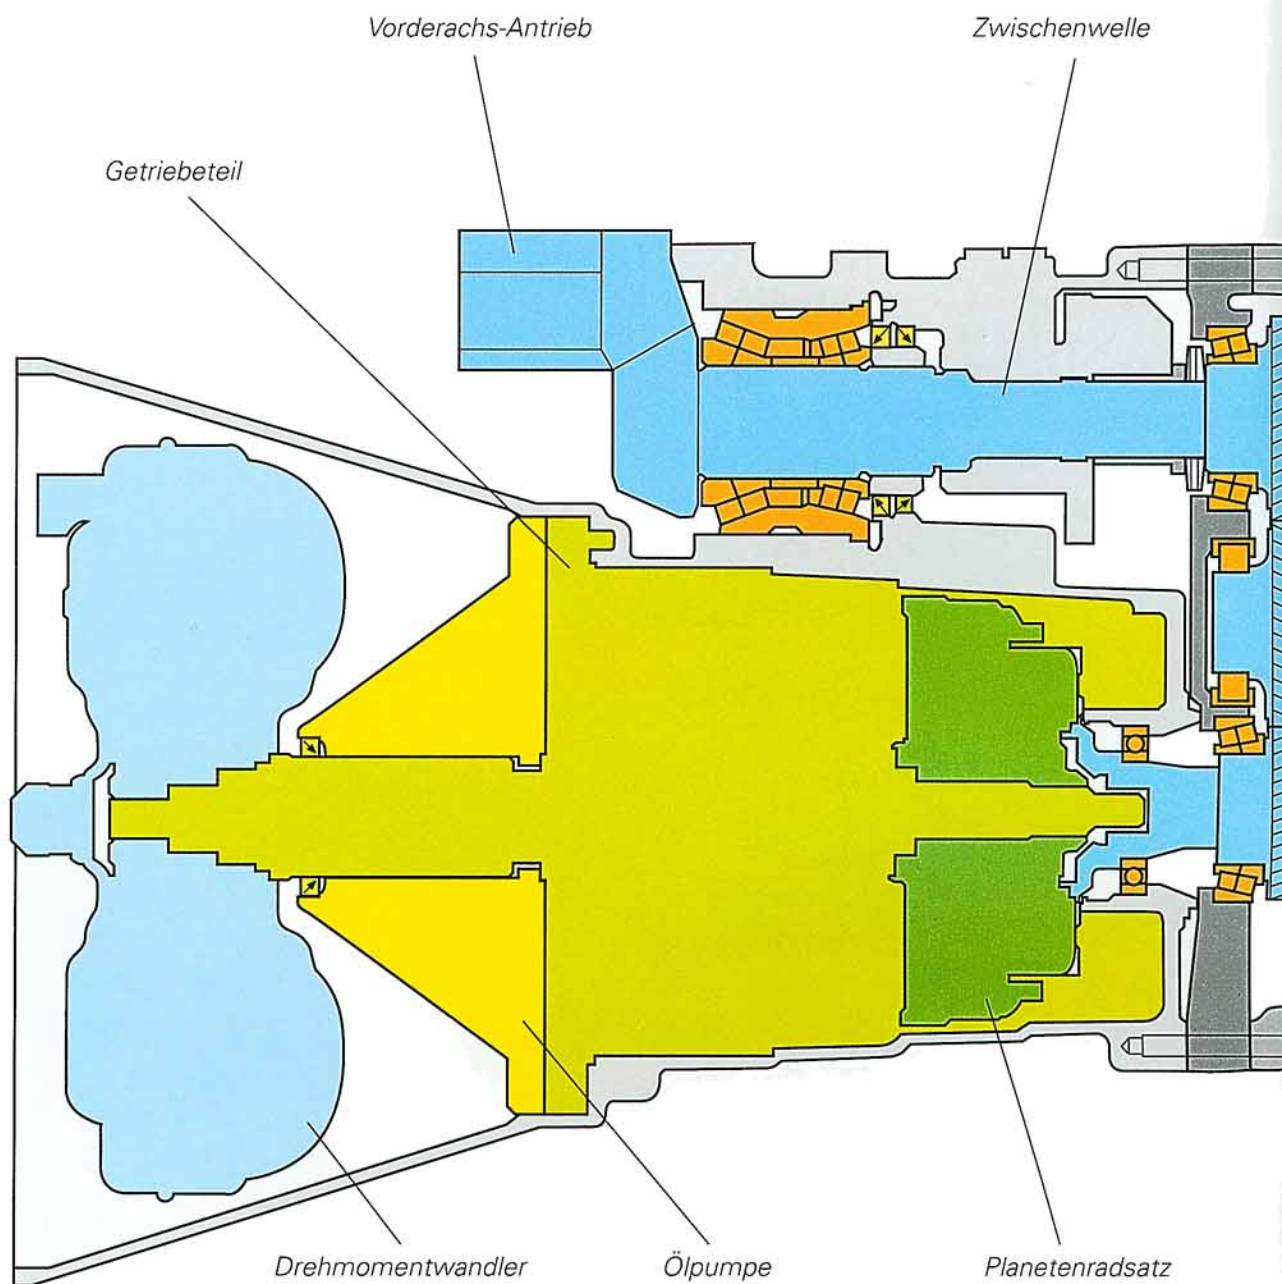 Vorderachs-Antrieb
Zwischenwelle
Getriebeteil
Drehmomentwandler
Ölpumpe
Planetenradsatz